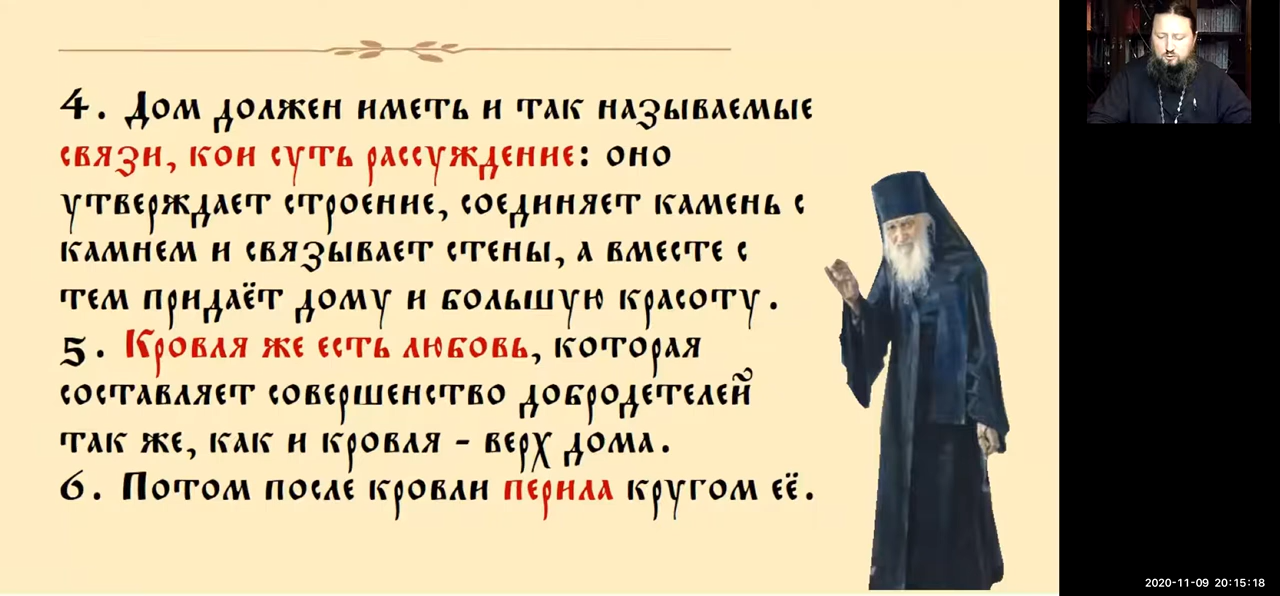 4. Дом должен иметь и так называемые
связи, кои суть рассуждение: оно
утверждает строение, соединяет камень с
камнем и связывает стены, а вместе с
тем придаёт дому и большую красоту.
5. Кровля же есть любовь, которая
составляет совершенство добродетелей
так же, как и кровля - верх дома.
6. Потом после кровли перила кругом её.
2020-11-09 20:15:18